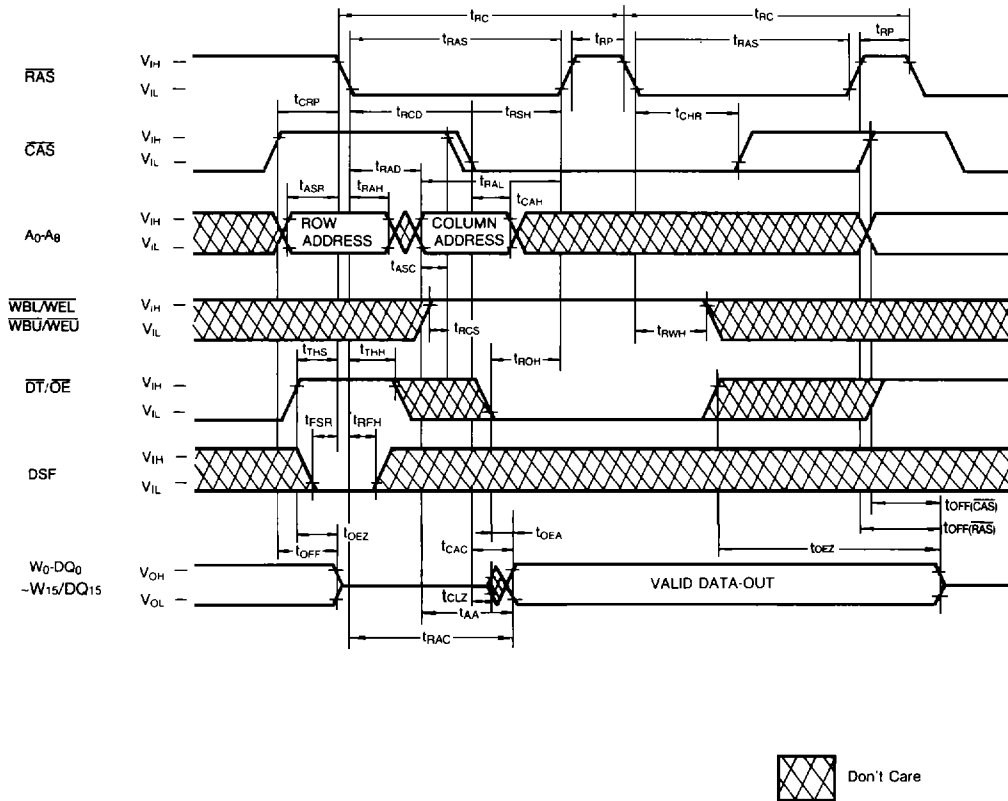 tRC tRC
tRAS tRP tRAS tRP
RAS VIH
VIL
tCRP tRCD tRSH tCHR
CAS VIH
VIL
tRAD tRAL
tASR tRAH tCAH
A0-A8 VIH
VIL
ROW ADDRESS
COLUMN ADDRESS
tASC
WBL/WEL VIH
WBU/WEU VIL
tRCS tRWH
tTHS tTHH tROH
DT/OE VIH
VIL
tFSR tRFH
DSF VIH
VIL
tOFF(CAS)
tOFF(RAS)
tOEZ tOEA tOEZ
tOFF tCAC
W0-DQ0 VOH
~W15/DQ15 VOL
VALID DATA-OUT
tCLZ
tAA
tRAC
Don't Care